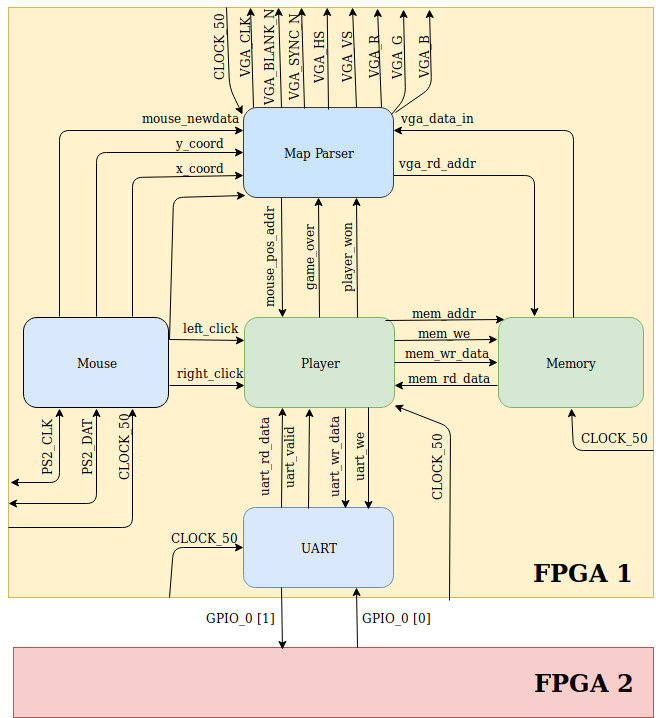 CLOCK_50
VGA_CLK
VGA_BLANK_N
VGA_SYNC_N
VGA_HS
VGA_VS
VGA_R
VGA_G
VGA_B
mouse_newdata
vga_data_in
y_coord
Map Parser
x_coord
vga_rd_addr
mouse_pos_addr
game_over
player_won
mem_addr
left_click
mem_we
mem_wr_data
Mouse
Player
Memory
right_click
mem_rd_data
PS2_CLK
PS2_DAT
CLOCK_50
uart_rd_data
uart_valid
uart_wr_data
uart_we
CLOCK_50
CLOCK_50
CLOCK_50
UART
FPGA 1
GPIO_0 [1]
GPIO_0 [0]
FPGA 2